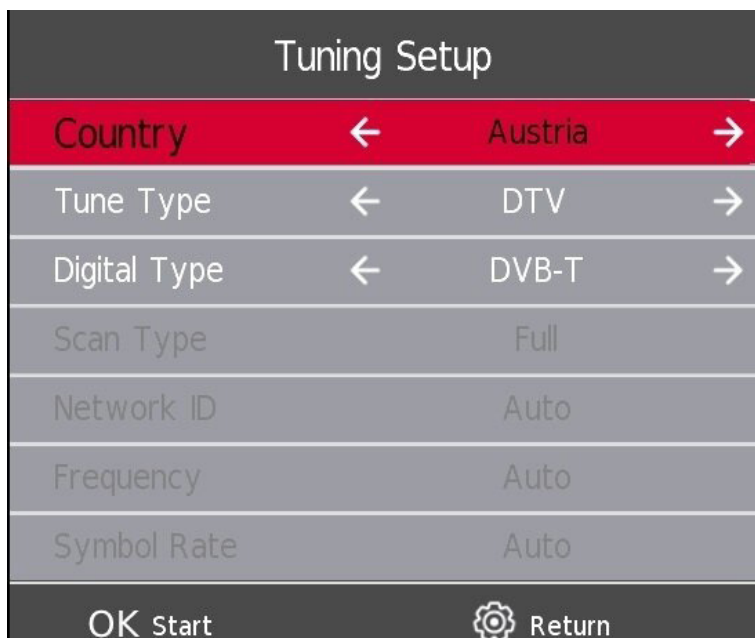 Tuning Setup
Country Austria
Tune Type DTV
Digital Type DVB-T
Scan Type Full
Network ID Auto
Frequency Auto
Symbol Rate Auto
OK Start Return